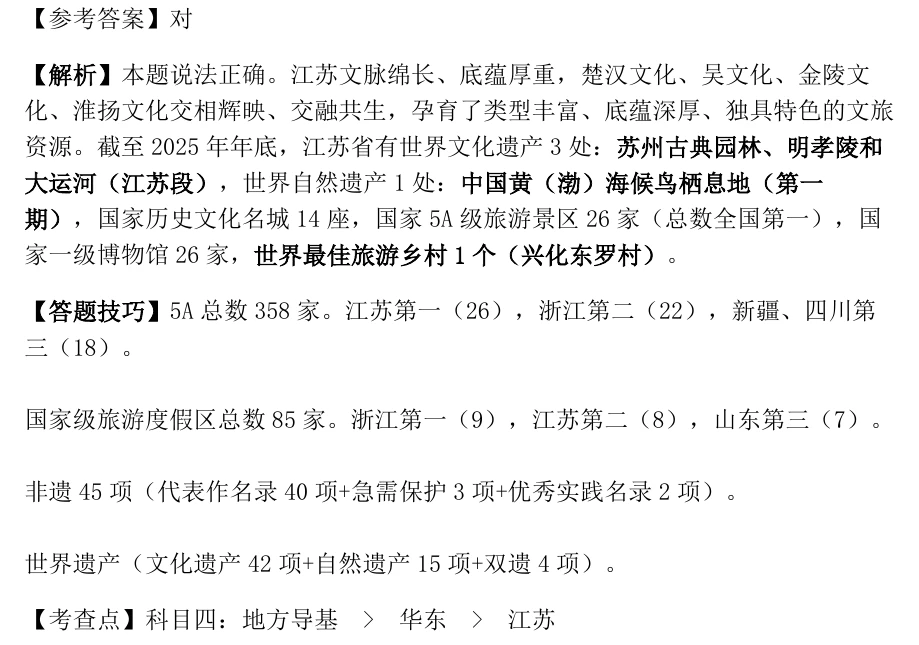 【参考答案】对
【解析】本题说法正确。江苏文脉绵长、底蕴厚重，楚汉文化、吴文化、金陵文
化、淮扬文化交相辉映、交融共生，孕育了类型丰富、底蕴深厚、独具特色的文旅
资源。截至 2025 年年底，江苏省有世界文化遗产 3 处：苏州古典园林、明孝陵和
大运河（江苏段），世界自然遗产 1 处：中国黄（渤）海候鸟栖息地（第一
期），国家历史文化名城 14 座，国家 5A 级旅游景区 26 家（总数全国第一），国
家一级博物馆 26 家，世界最佳旅游乡村 1 个（兴化东罗村）。
【答题技巧】5A 总数 358 家。江苏第一（26），浙江第二（22），新疆、四川第
三（18）。
国家级旅游度假区总数 85 家。浙江第一（9），江苏第二（8），山东第三（7）。
非遗 45 项（代表作名录 40 项+急需保护 3 项+优秀实践名录 2 项）。
世界遗产（文化遗产 42 项+自然遗产 15 项+双遗 4 项）。
【考查点】科目四：地方导基 > 华东 > 江苏